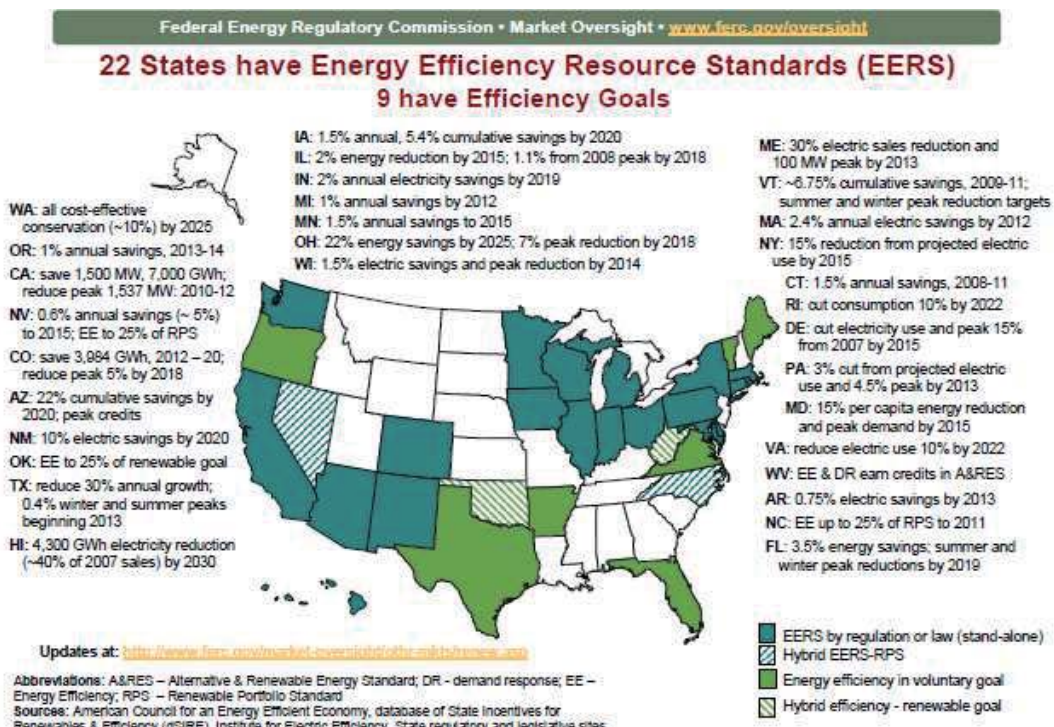 Federal Energy Regulatory Commission • Market Oversight • www.ferc.gov/oversight
22 States have Energy Efficiency Resource Standards (EERS)
9 have Efficiency Goals
WA: all cost-effective
conservation (~10%) by 2025
OR: 1% annual savings, 2013-14
CA: save 1,500 MW, 7,000 GWh;
reduce peak 1,537 MW: 2010-12
NV: 0.6% annual savings (~ 5%)
to 2015; EE to 25% of RPS
CO: save 3,984 GWh, 2012 – 20;
reduce peak 5% by 2018
AZ: 22% cumulative savings by
2020; peak credits
NM: 10% electric savings by 2020
OK: EE to 25% of renewable goal
TX: reduce 30% annual growth;
0.4% winter and summer peaks
beginning 2013
HI: 4,300 GWh electricity reduction
(~40% of 2007 sales) by 2030
IA: 1.5% annual, 5.4% cumulative savings by 2020
IL: 2% energy reduction by 2015; 1.1% from 2008 peak by 2018
IN: 2% annual electricity savings by 2019
MI: 1% annual savings by 2012
MN: 1.5% annual savings to 2015
OH: 22% energy savings by 2025; 7% peak reduction by 2018
WI: 1.5% electric savings and peak reduction by 2014
ME: 30% electric sales reduction and
100 MW peak by 2013
VT: ~6.75% cumulative savings, 2009-11;
summer and winter peak reduction targets
MA: 2.4% annual electric savings by 2012
NY: 15% reduction from projected electric
use by 2015
CT: 1.5% annual savings, 2008-11
RI: cut consumption 10% by 2022
DE: cut electricity use and peak 15%
from 2007 by 2015
PA: 3% cut from projected electric
use and 4.5% peak by 2013
MD: 15% per capita energy reduction
and peak demand by 2015
VA: reduce electric use 10% by 2022
WV: EE & DR earn credits in A&RES
AR: 0.75% electric savings by 2013
NC: EE up to 25% of RPS to 2011
FL: 3.5% energy savings; summer and
winter peak reductions by 2019
EERS by regulation or law (stand-alone)
Hybrid EERS-RPS
Energy efficiency in voluntary goal
Hybrid efficiency - renewable goal
Updates at: http://www.ferc.gov/market-oversight/othr-mkts/renew.asp
Abbreviations: A&RES – Alternative & Renewable Energy Standard; DR - demand response; EE –
Energy Efficiency; RPS – Renewable Portfolio Standard
Sources: American Council for an Energy Efficient Economy, database of State Incentives for
Renewables & Efficiency (dSIRE), Institute for Electric Efficiency, State regulatory and legislative sites